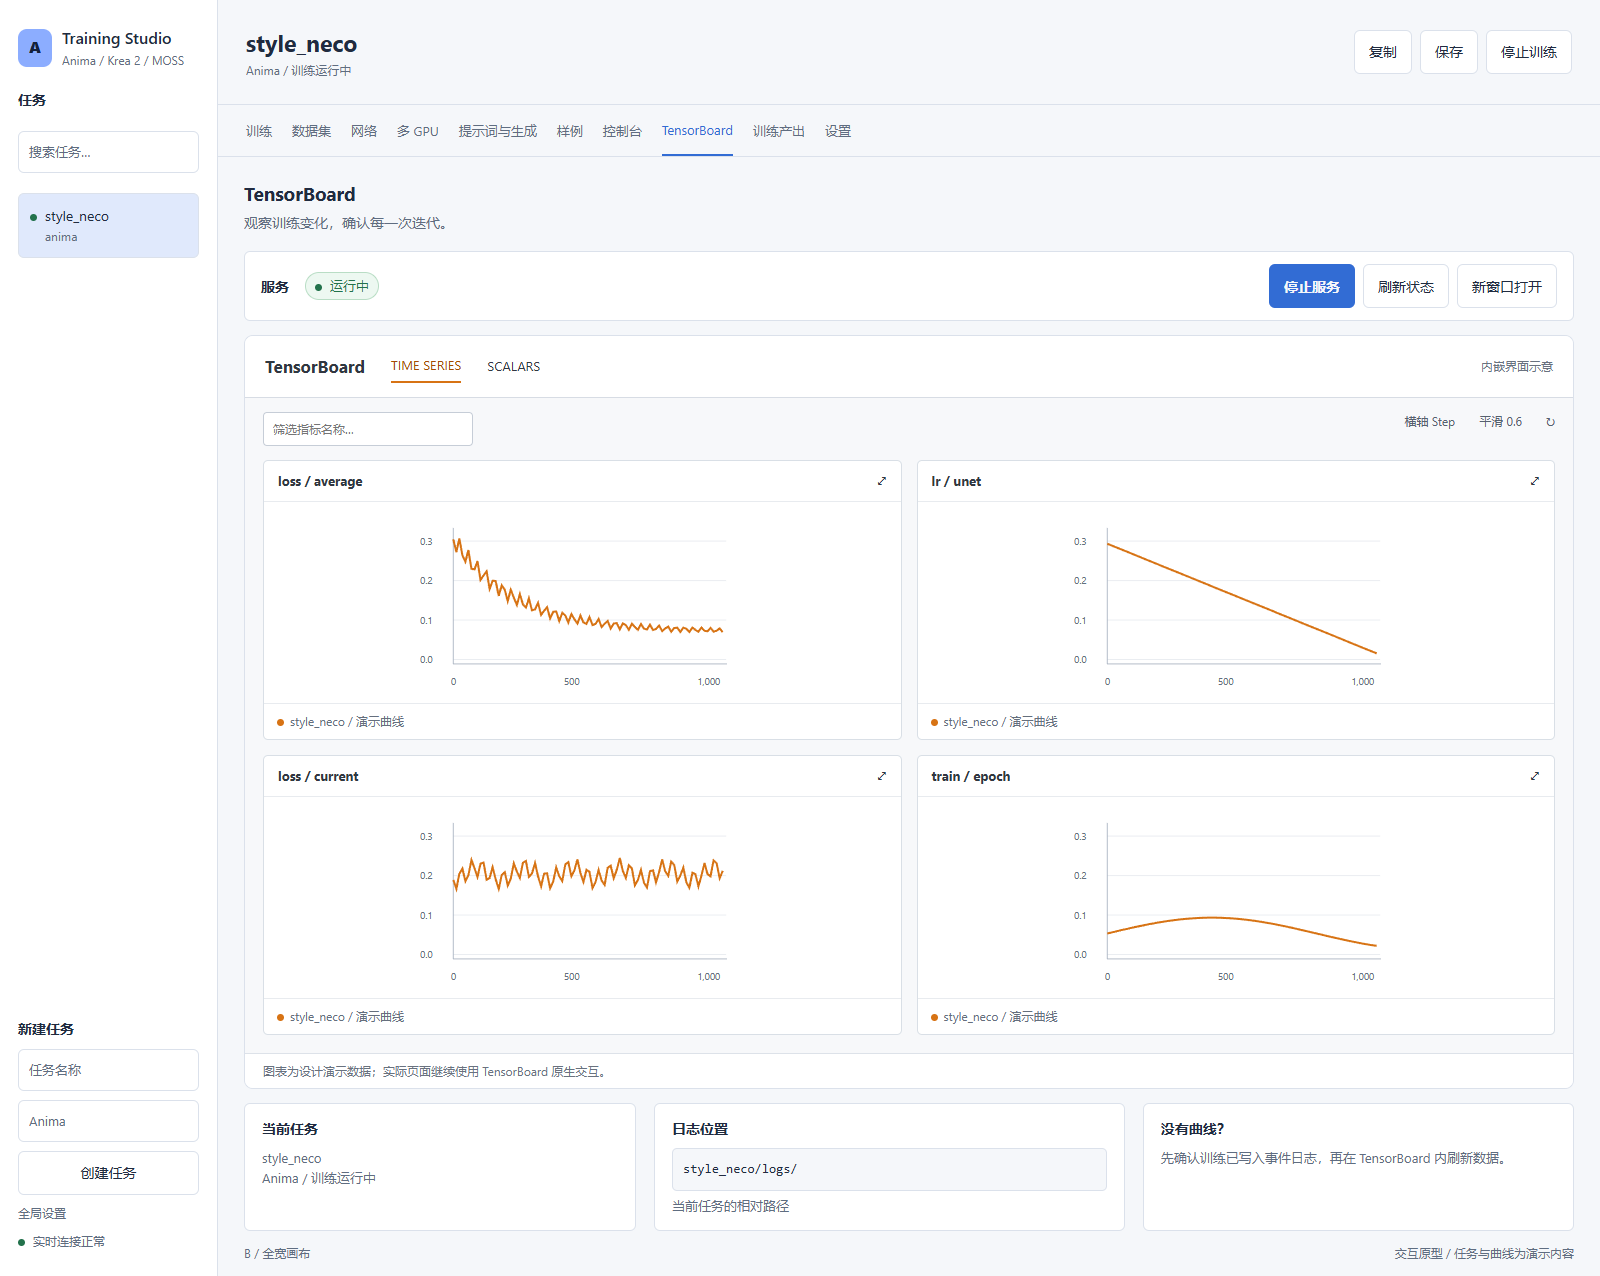 A
Training Studio
Anima / Krea 2 / MOSS
任务
搜索任务...
style_neco
anima
新建任务
任务名称
Anima
创建任务
全局设置
实时连接正常
style_neco
Anima / 训练运行中
复制
保存
停止训练
训练
数据集
网络
多 GPU
提示词与生成
样例
控制台
TensorBoard
训练产出
设置
TensorBoard
观察训练变化，确认每一次迭代。
服务
运行中
停止服务
刷新状态
新窗口打开
TensorBoard
TIME SERIES
SCALARS
内嵌界面示意
筛选指标名称...
横轴 Step
平滑 0.6
loss / average
0.3
0.2
0.1
0.0
0
500
1,000
style_neco / 演示曲线
lr / unet
0.3
0.2
0.1
0.0
0
500
1,000
style_neco / 演示曲线
loss / current
0.3
0.2
0.1
0.0
0
500
1,000
style_neco / 演示曲线
train / epoch
0.3
0.2
0.1
0.0
0
500
1,000
style_neco / 演示曲线
图表为设计演示数据；实际页面继续使用 TensorBoard 原生交互。
当前任务
style_neco
Anima / 训练运行中
日志位置
style_neco/logs/
当前任务的相对路径
没有曲线？
先确认训练已写入事件日志，再在 TensorBoard 内刷新数据。
B / 全宽画布
交互原型 / 任务与曲线为演示内容